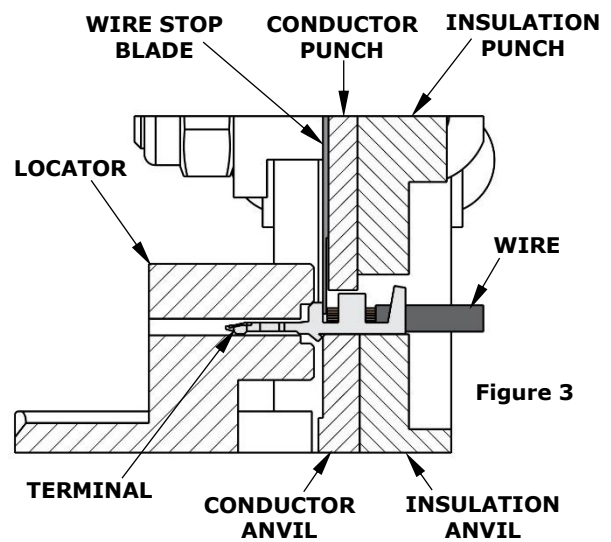 WIRE STOP
BLADE
CONDUCTOR
PUNCH
INSULATION
PUNCH
LOCATOR
WIRE
Figure 3
TERMINAL
CONDUCTOR
ANVIL
INSULATION
ANVIL